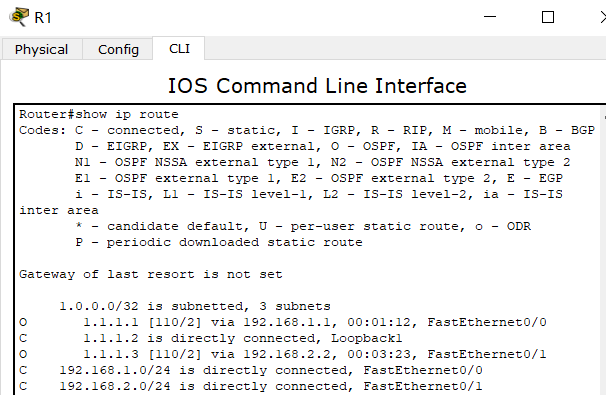 R1
Physical Config CLI
IOS Command Line Interface
Router#show ip route
Codes: C - connected, S - static, I - IGRP, R - RIP, M - mobile, B - BGP
D - EIGRP, EX - EIGRP external, O - OSPF, IA - OSPF inter area
N1 - OSPF NSSA external type 1, N2 - OSPF NSSA external type 2
E1 - OSPF external type 1, E2 - OSPF external type 2, E - EGP
i - IS-IS, L1 - IS-IS level-1, L2 - IS-IS level-2, ia - IS-IS
inter area
* - candidate default, U - per-user static route, o - ODR
P - periodic downloaded static route
Gateway of last resort is not set
1.0.0.0/32 is subnetted, 3 subnets
O 1.1.1.1 [110/2] via 192.168.1.1, 00:01:12, FastEthernet0/0
C 1.1.1.2 is directly connected, Loopback1
O 1.1.1.3 [110/2] via 192.168.2.2, 00:03:23, FastEthernet0/1
C 192.168.1.0/24 is directly connected, FastEthernet0/0
C 192.168.2.0/24 is directly connected, FastEthernet0/1